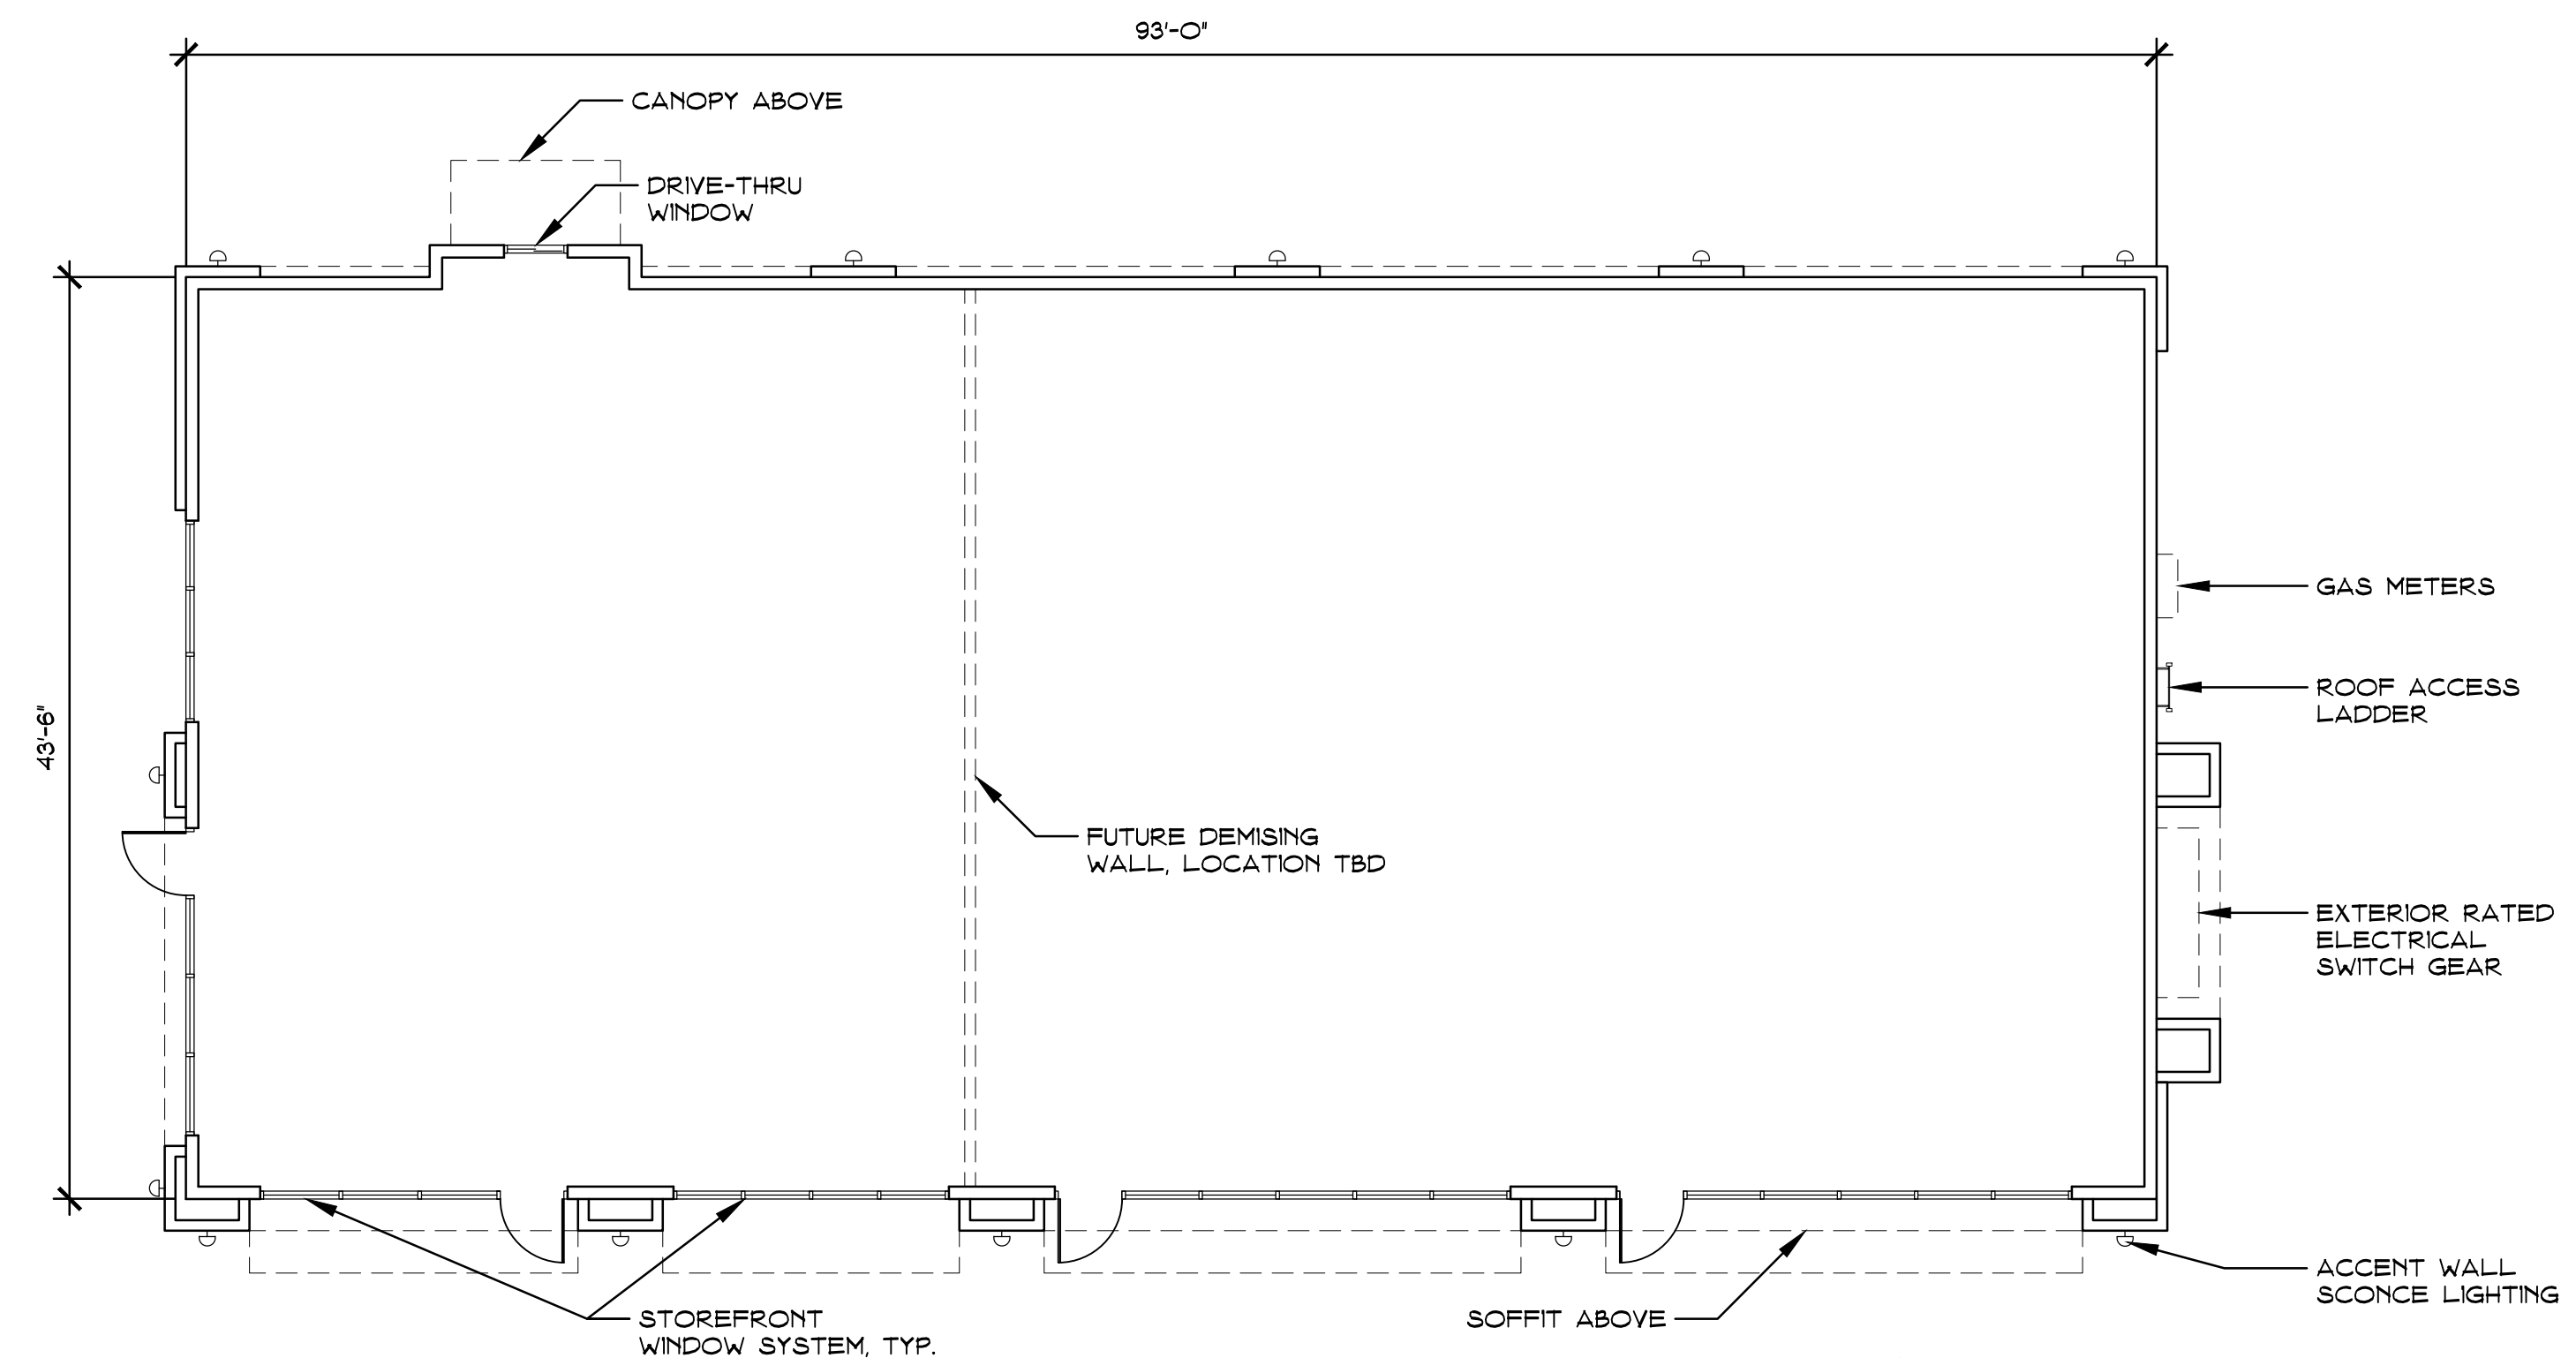 93'-0"
CANOPY ABOVE
DRIVE-THRU
WINDOW
43'-6"
GAS METERS
ROOF ACCESS
LADDER
FUTURE DEMISING
WALL, LOCATION TBD
EXTERIOR RATED
ELECTRICAL
SWITCH GEAR
STOREFRONT
WINDOW SYSTEM, TYP.
SOFFIT ABOVE
ACCENT WALL
SCONCE LIGHTING